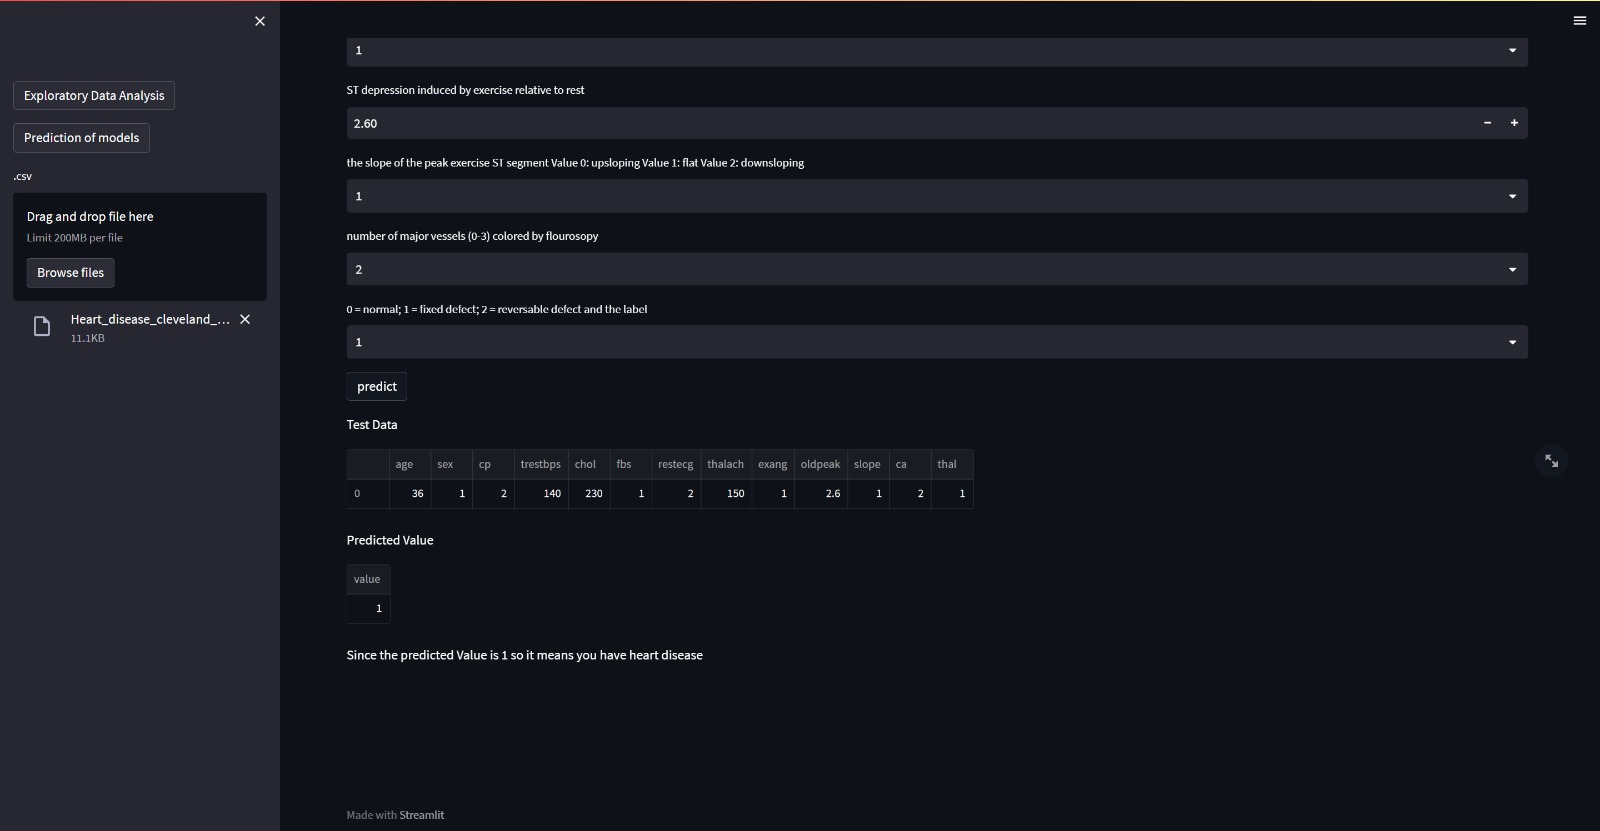 Exploratory Data Analysis
Prediction of models
.csv
Drag and drop file here
Limit 200MB per file
Browse files
Heart_disease_cleveland_...
11.1KB
1
ST depression induced by exercise relative to rest
2.60
the slope of the peak exercise ST segment Value 0: upsloping Value 1: flat Value 2: downsloping
1
number of major vessels (0-3) colored by flourosopy
2
0 = normal; 1 = fixed defect; 2 = reversable defect and the label
1
predict
Test Data
age sex cp trestbps chol fbs restecg thalach exang oldpeak slope ca thal
0 36 1 2 140 230 1 2 150 1 2.6 1 2 1
Predicted Value
value
1
Since the predicted Value is 1 so it means you have heart disease
Made with Streamlit